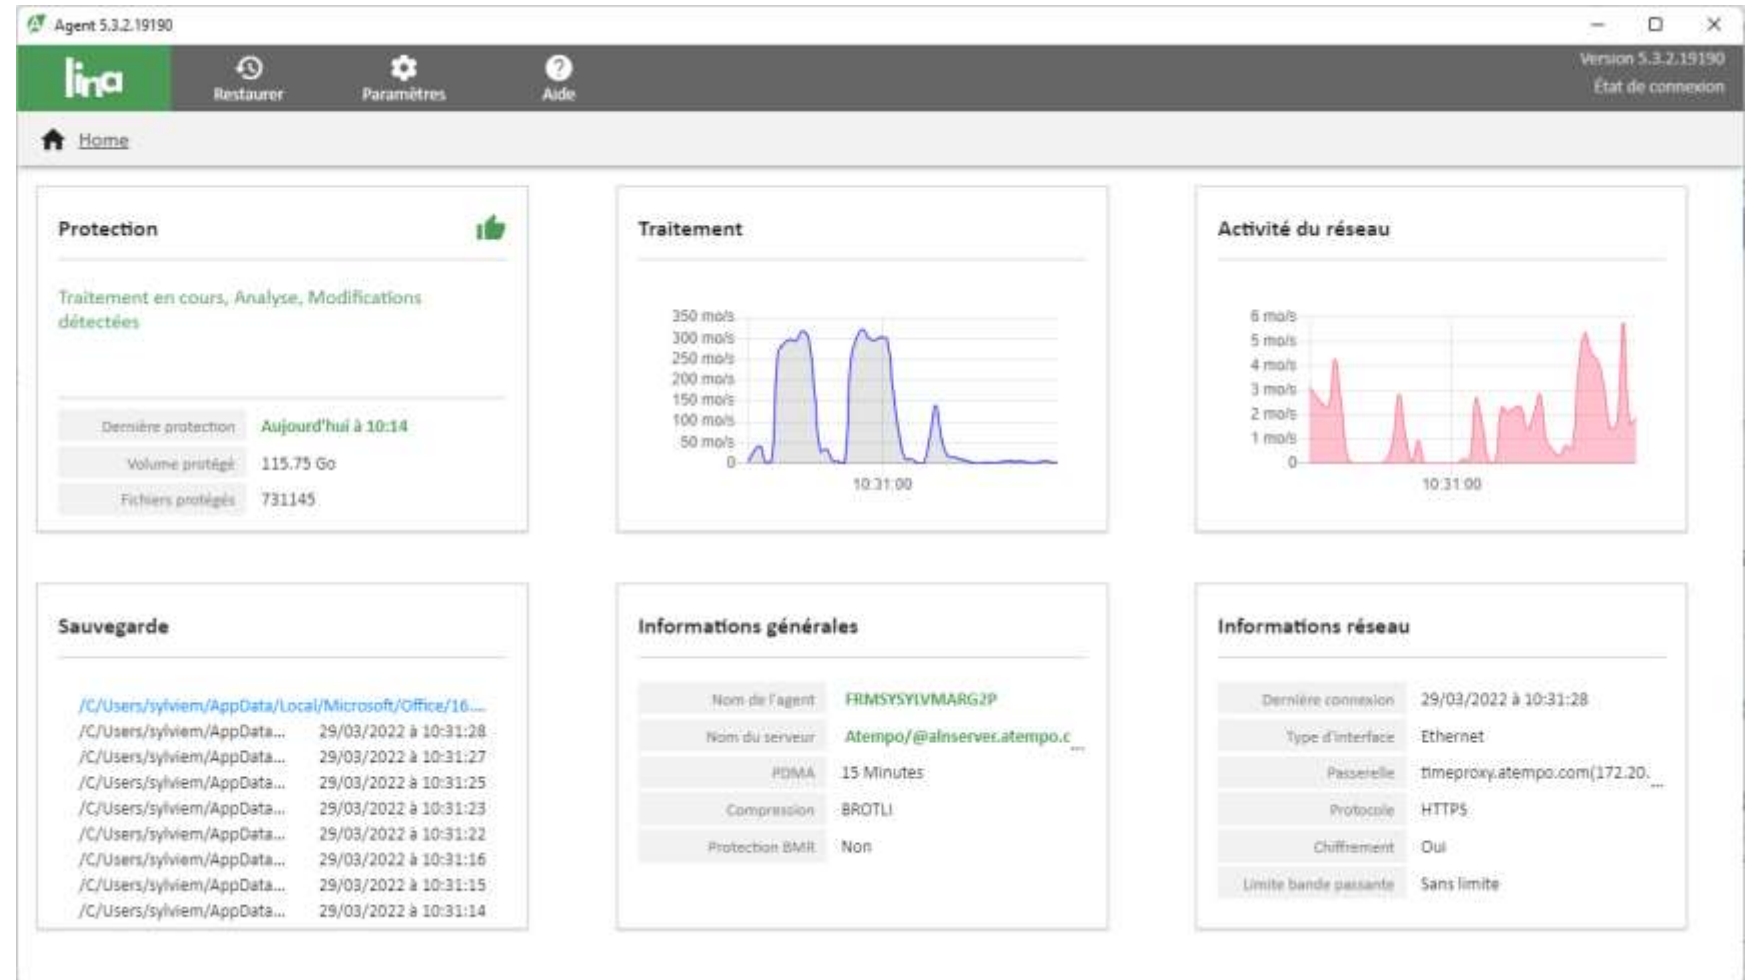 Agent 5.3.2.19190
lina
Restaurer
Paramètres
Aide
Version 5.3.2.19190
État de connexion
Home
Protection
Traitement en cours, Analyse, Modifications
détectées
Dernière protection Aujourd'hui à 10:14
Volume protégé 115.75 Go
Fichiers protégés 731145
Traitement
350 mo/s
300 mo/s
250 mo/s
200 mo/s
150 mo/s
100 mo/s
50 mo/s
0
10:31:00
Activité du réseau
6 mo/s
5 mo/s
4 mo/s
3 mo/s
2 mo/s
1 mo/s
0
10:31:00
Sauvegarde
/C/Users/sylviem/AppData/Local/Microsoft/Office/16....
/C/Users/sylviem/AppData... 29/03/2022 à 10:31:28
/C/Users/sylviem/AppData... 29/03/2022 à 10:31:27
/C/Users/sylviem/AppData... 29/03/2022 à 10:31:25
/C/Users/sylviem/AppData... 29/03/2022 à 10:31:23
/C/Users/sylviem/AppData... 29/03/2022 à 10:31:22
/C/Users/sylviem/AppData... 29/03/2022 à 10:31:16
/C/Users/sylviem/AppData... 29/03/2022 à 10:31:15
/C/Users/sylviem/AppData... 29/03/2022 à 10:31:14
Informations générales
Nom de l'agent FRMSYSYLVMARG2P
Nom du serveur Atempo/@alnserver.atempo.c...
PDMA 15 Minutes
Compression BROTLI
Protection BMR Non
Informations réseau
Dernière connexion 29/03/2022 à 10:31:28
Type d'interface Ethernet
Passerelle timeproxy.atempo.com(172.20....
Protocole HTTPS
Chiffrement Oui
Limite bande passante Sans limite